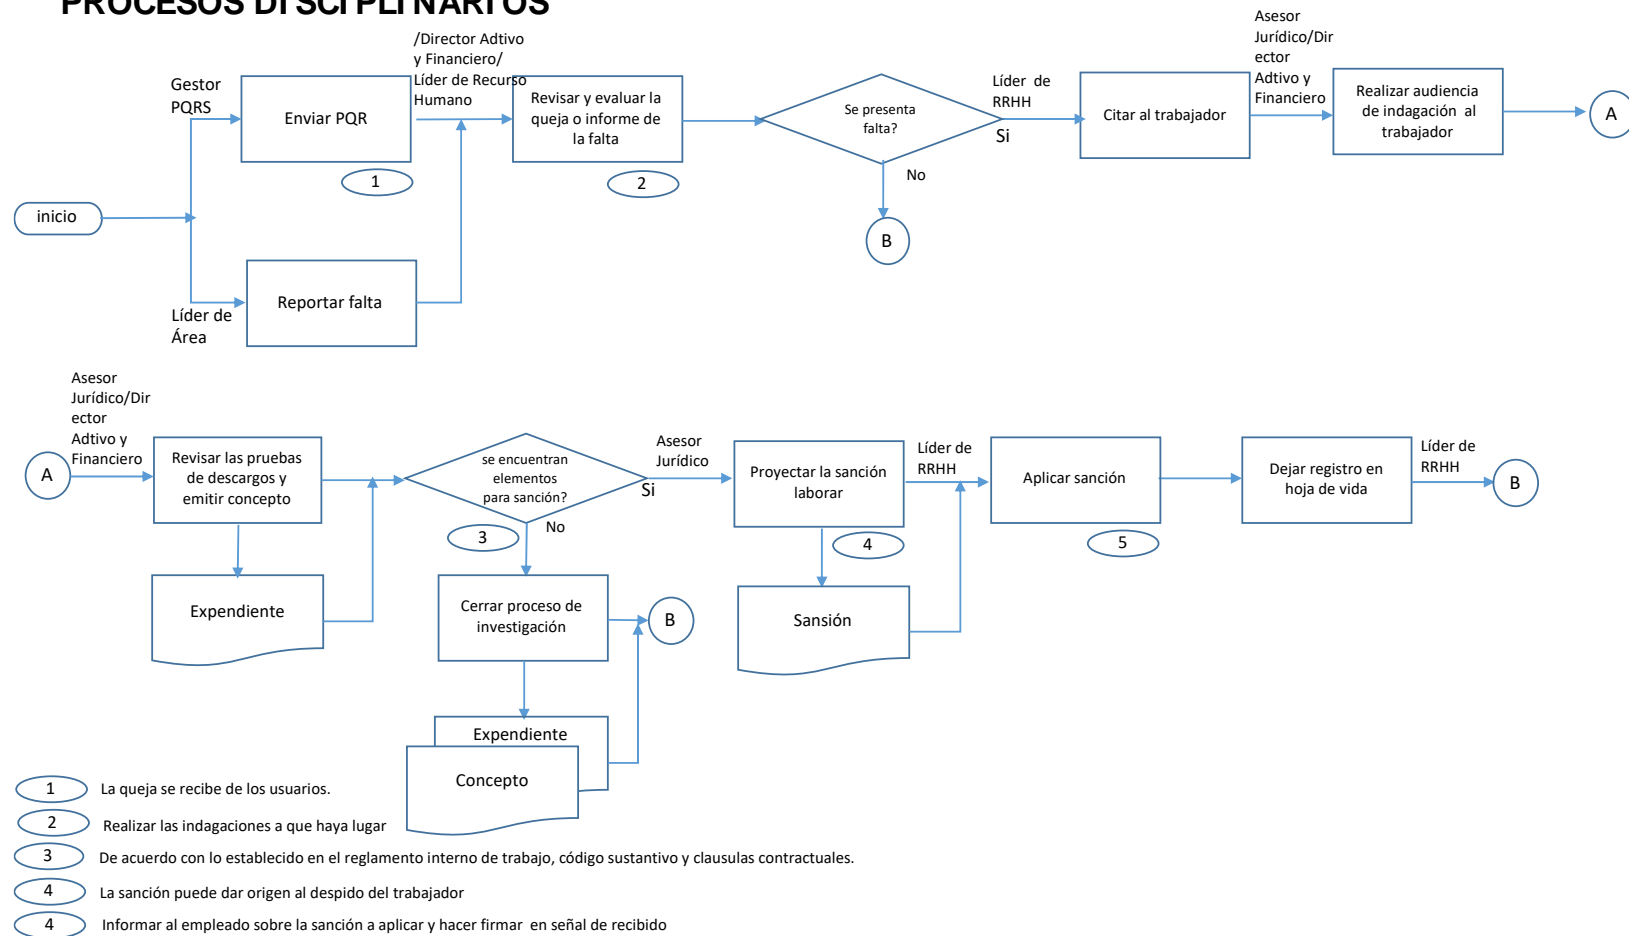 PROCESOS DISCIPLINARIOS
Gestor
PQRS
Enviar PQR
1
/Director Adtivo
y Financiero/
Líder de Recurso
Humano
Revisar y evaluar la
queja o informe de
la falta
2
Se presenta
falta?
No
B
Líder de
RRHH
Si
Citar al trabajador
Asesor
Jurídico/Dir
ector
Adtivo y
Financiero
Realizar audiencia
de indagación al
trabajador
A
inicio
Líder de
Área
Reportar falta
A
Asesor
Jurídico/Dir
ector
Adtivo y
Financiero
Revisar las pruebas
de descargos y
emitir concepto
Expendiente
se encuentran
elementos
para sanción?
3
No
Cerrar proceso de
investigación
B
Expendiente
Concepto
Asesor
Jurídico
Si
Proyectar la sanción
laborar
4
Sansión
Líder de
RRHH
Aplicar sanción
5
Dejar registro en
hoja de vida
Líder de
RRHH
B
1 La queja se recibe de los usuarios.
2 Realizar las indagaciones a que haya lugar
3 De acuerdo con lo establecido en el reglamento interno de trabajo, código sustantivo y clausulas contractuales.
4 La sanción puede dar origen al despido del trabajador
4 Informar al empleado sobre la sanción a aplicar y hacer firmar en señal de recibido